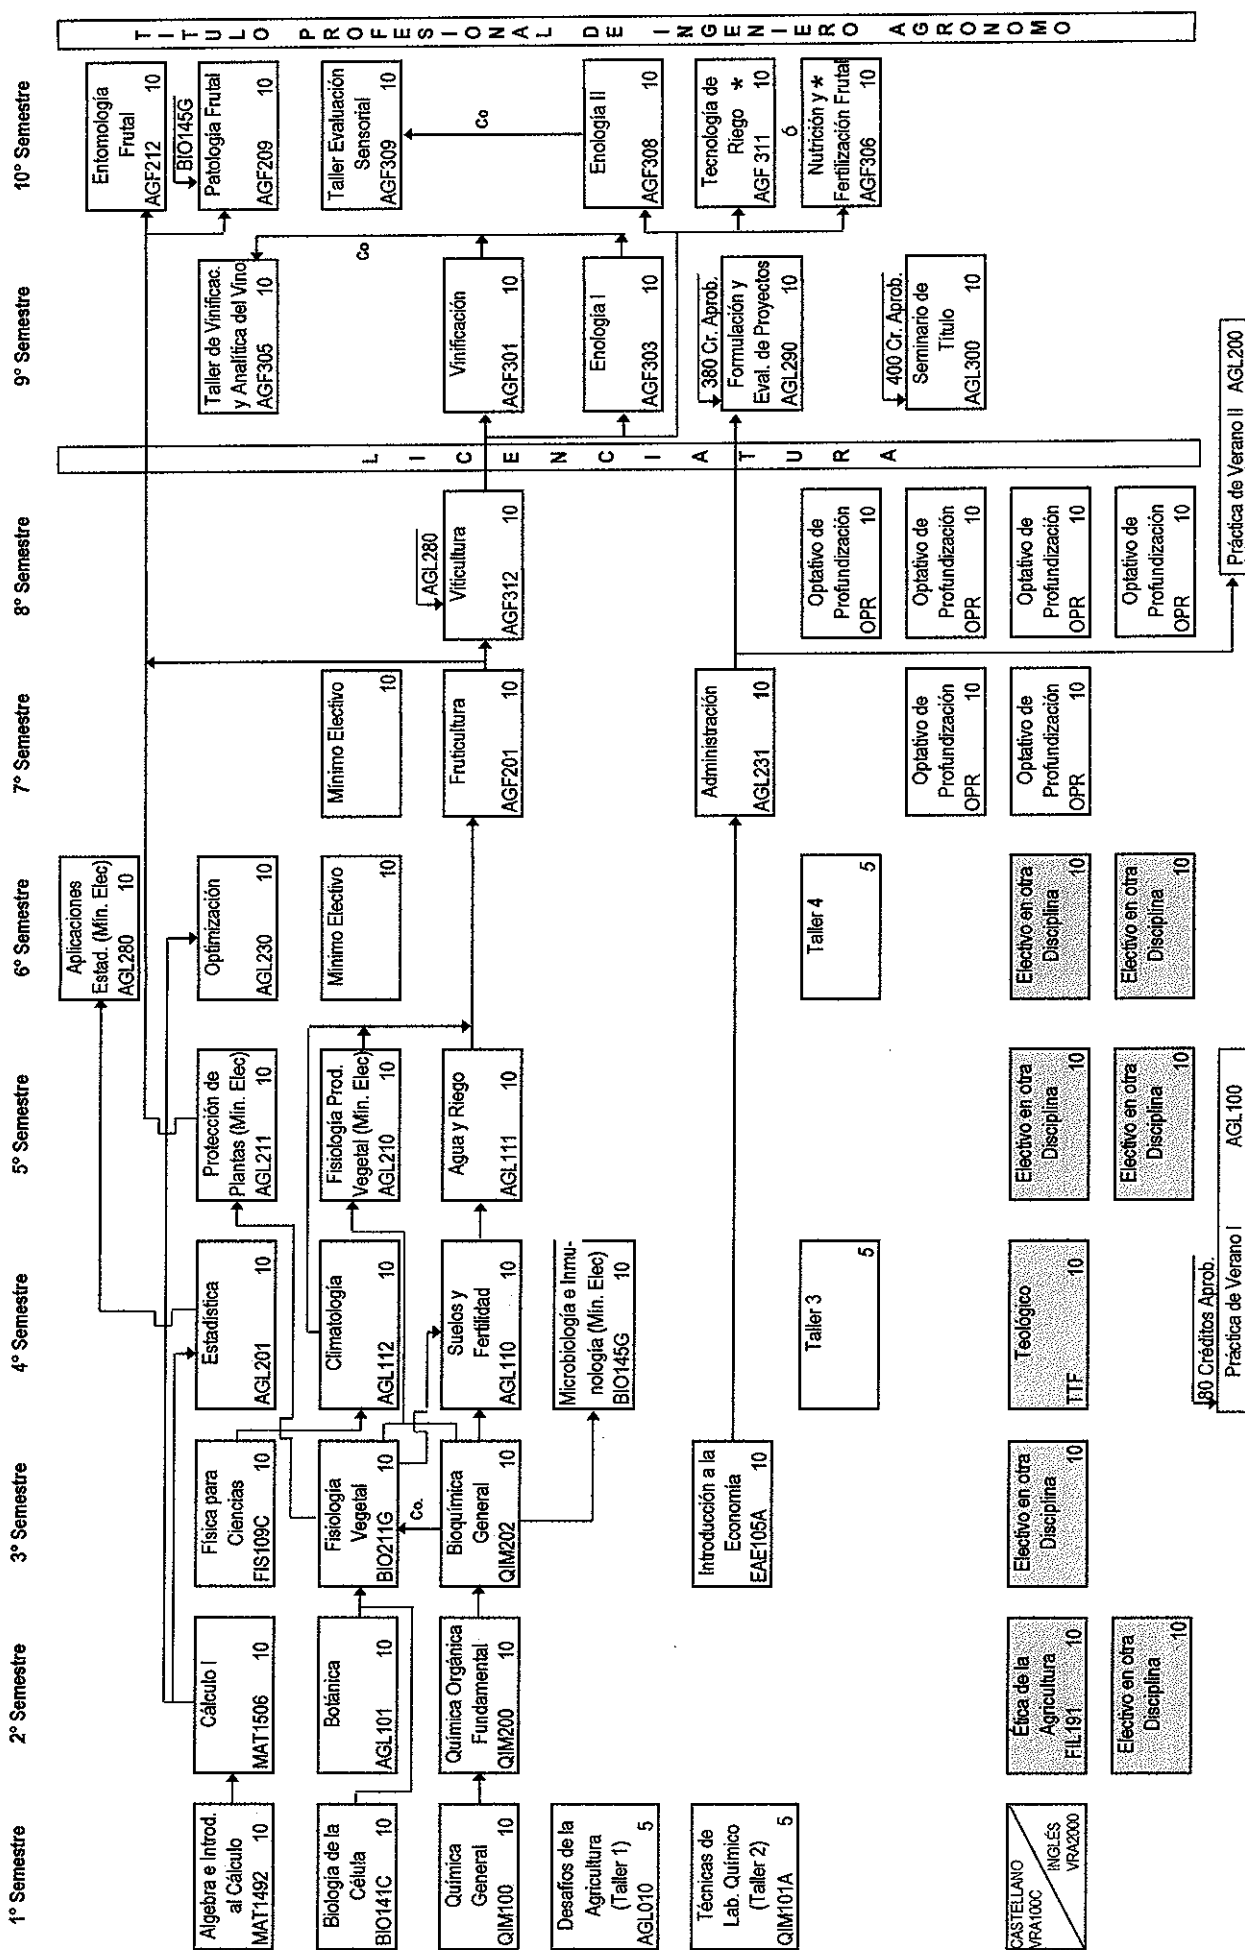 1° Semestre
Algebra e Introd.
al Cálculo
MAT1492 10
Biología de la
Célula
BIO141C 10
Química
General
QIM100 10
Desafíos de la
Agricultura
(Taller 1)
AGL010 5
Técnicas de
Lab. Químico
(Taller 2)
QIM101A 5
CASTELLANO
VRA100C
INGLÉS
VRA2000
2° Semestre
Cálculo I
MAT1506 10
Botánica
AGL101 10
Química Orgánica
Fundamental
QIM200 10
Ética de la
Agricultura
FIL191 10
Electivo en otra
Disciplina
10
3° Semestre
Física para
Ciencias
FIS109C 10
Fisiología
Vegetal
BIO211G 10
Co.
Bioquímica
General
QIM202 10
Introducción a la
Economía
EAE105A 10
Electivo en otra
Disciplina
10
4° Semestre
Estadística
AGL201 10
Climatología
AGL112 10
Suelos y
Fertilidad
AGL110 10
Microbiología e Inmu-
nología (Mín. Elec)
BIO145G 10
Taller 3
5
Teológico
TTF 10
80 Créditos Aprob.
Práctica de Verano I AGL100
5° Semestre
Protección de
Plantas (Mín. Elec)
AGL211 10
Fisiología Prod.
Vegetal (Mín. Elec)
AGL210 10
Agua y Riego
AGL111 10
Electivo en otra
Disciplina
10
Electivo en otra
Disciplina
10
6° Semestre
Aplicaciones
Estad. (Mín. Elec)
AGL280 10
Optimización
AGL230 10
Mínimo Electivo
10
Taller 4
5
Electivo en otra
Disciplina
10
Electivo en otra
Disciplina
10
7° Semestre
Mínimo Electivo
10
Fruticultura
AGF201 10
Administración
AGL231 10
Optativo de
Profundización
OPR 10
Optativo de
Profundización
OPR 10
8° Semestre
AGL280
Viticultura
AGF312 10
Optativo de
Profundización
OPR 10
Optativo de
Profundización
OPR 10
Optativo de
Profundización
OPR 10
Optativo de
Profundización
OPR 10
Práctica de Verano II AGL200
LICENCIATURA
9° Semestre
Taller de Vinificac.
y Analítica del Vino
AGF305 10
Co
Vinificación
AGF301 10
Enología I
AGF303 10
380 Cr. Aprob.
Formulación y
Eval. de Proyectos
AGL290 10
400 Cr. Aprob.
Seminario de
Título
AGL300 10
10° Semestre
Entomología
Frutal
AGF212 10
BIO145G
Patología Frutal
AGF209 10
Taller Evaluación
Sensorial
AGF309 10
Co
Enología II
AGF308 10
Tecnología de
Riego *
AGF 311 10
ó
Nutrición y *
Fertilización Frutal
AGF306 10
TITULO PROFESIONAL DE INGENIERO AGRONOMO